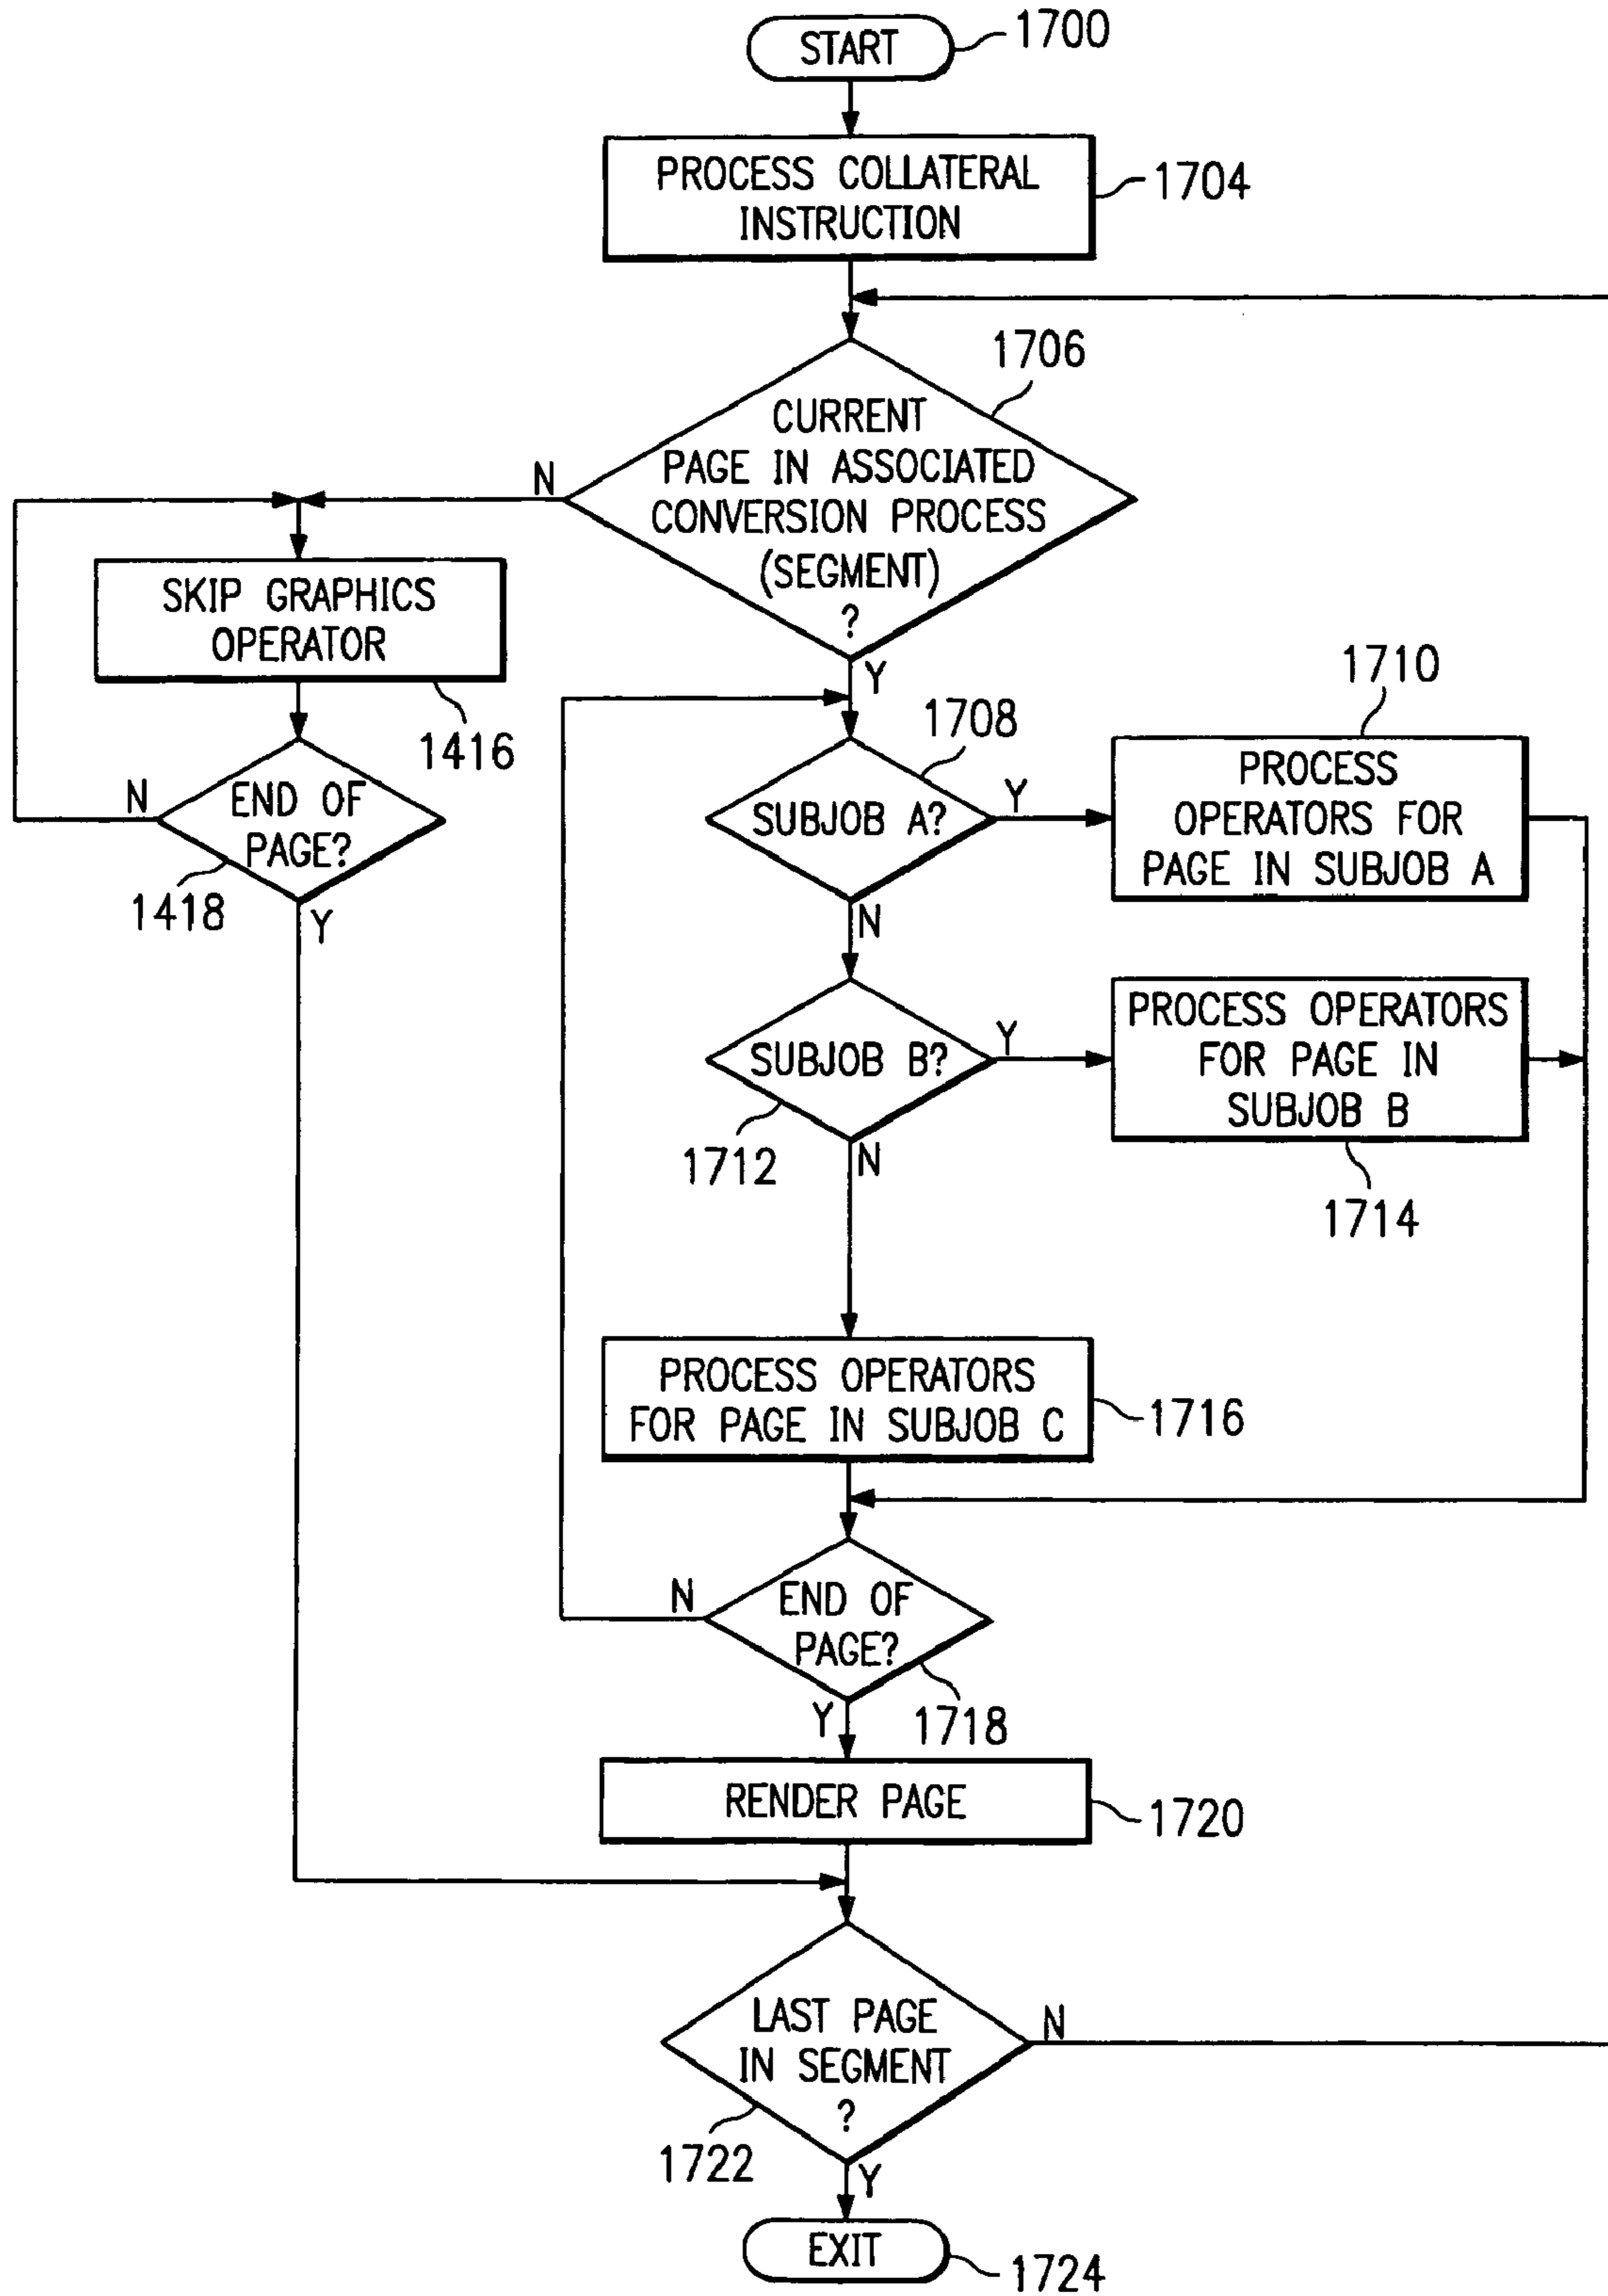 START
1700
PROCESS COLLATERAL
INSTRUCTION
1704
1706
CURRENT
PAGE IN ASSOCIATED
CONVERSION PROCESS
(SEGMENT)
?
N
Y
SKIP GRAPHICS
OPERATOR
1416
END OF
PAGE?
N
1418
Y
1708
SUBJOB A?
Y
N
1710
PROCESS
OPERATORS FOR
PAGE IN SUBJOB A
SUBJOB B?
Y
1712
N
PROCESS OPERATORS
FOR PAGE IN
SUBJOB B
1714
PROCESS OPERATORS
FOR PAGE IN SUBJOB C
1716
END OF
PAGE?
N
1718
Y
RENDER PAGE
1720
LAST PAGE
IN SEGMENT
?
N
1722
Y
EXIT
1724